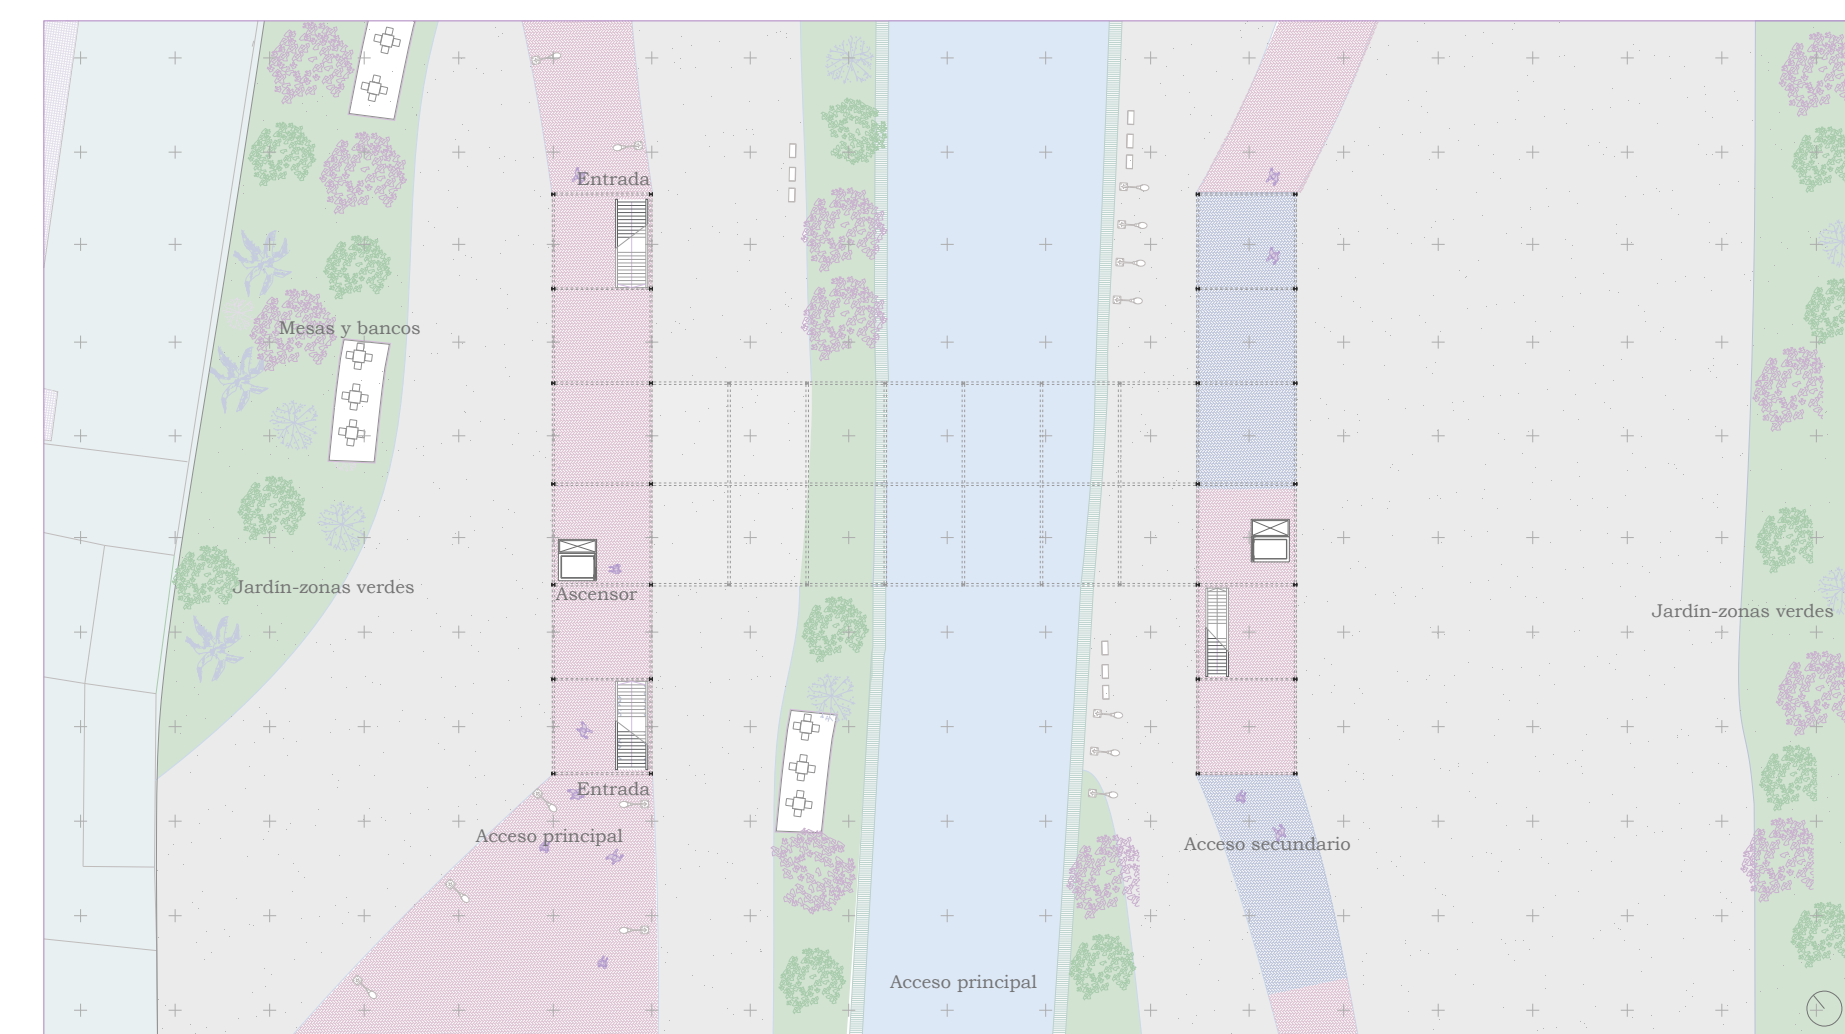 Entrada
Mesas y bancos
Jardín-zonas verdes
Ascensor
Jardín-zonas verdes
Entrada
Acceso principal
Acceso secundario
Acceso principal